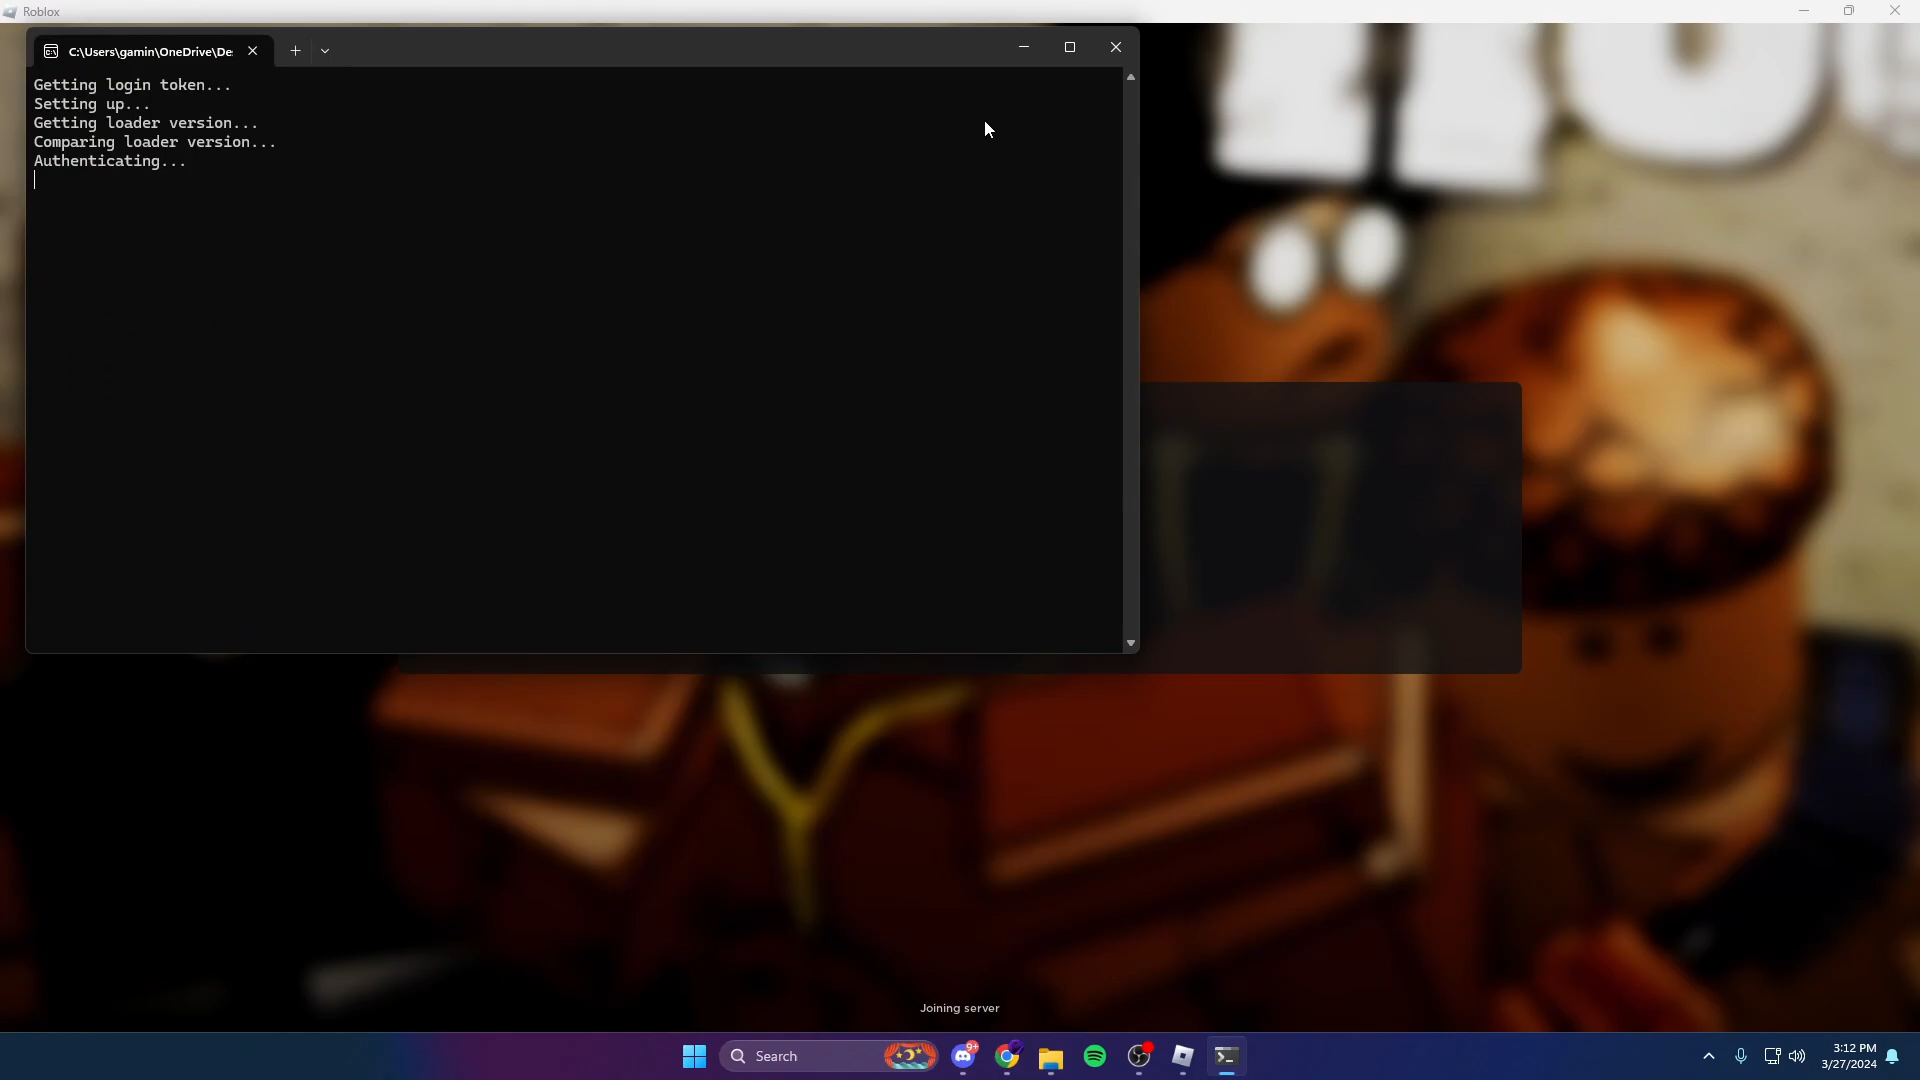 Roblox
C:\Users\gamin\OneDrive\De:
Getting login token...
Setting up...
Getting loader version...
Comparing loader version...
Authenticating...
Joining server
Search
9+
3:12 PM
3/27/2024